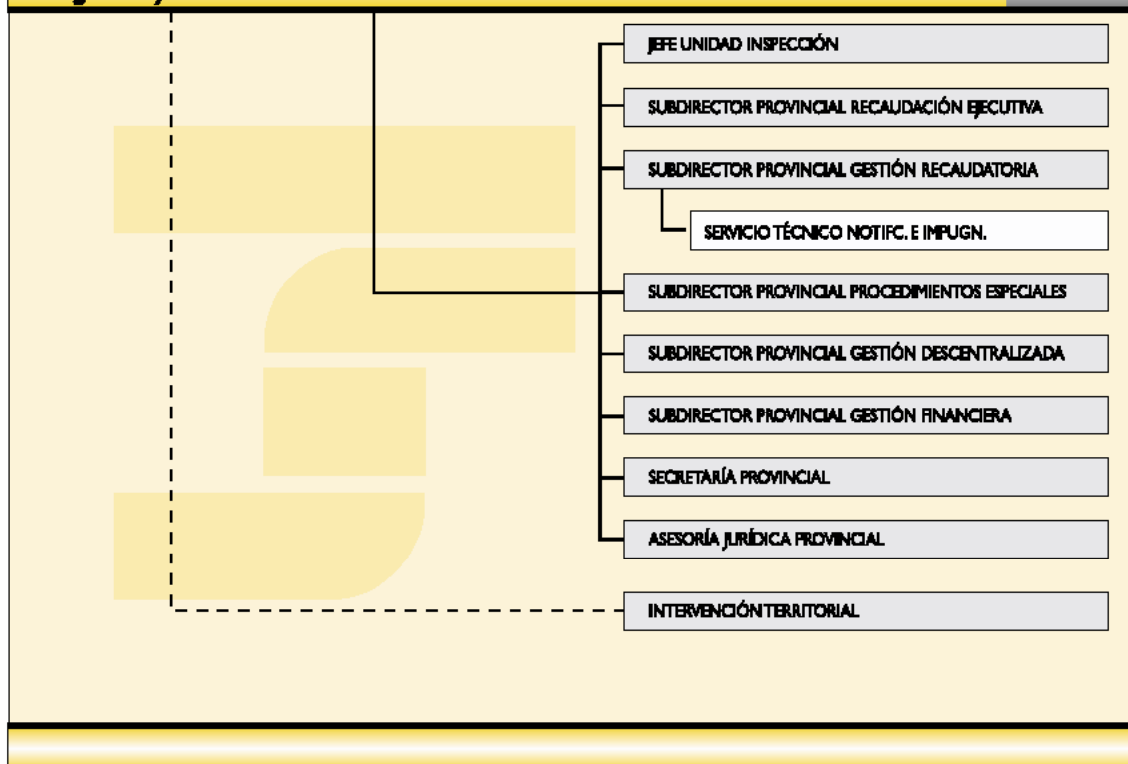 JEFE UNIDAD INSPECCIÓN
SUBDIRECTOR PROVINCIAL RECAUDACIÓN EJECUTIVA
SUBDIRECTOR PROVINCIAL GESTIÓN RECAUDATORIA
SERVICIO TÉCNICO NOTIFC. E IMPUGN.
SUBDIRECTOR PROVINCIAL PROCEDIMIENTOS ESPECIALES
SUBDIRECTOR PROVINCIAL GESTIÓN DESCENTRALIZADA
SUBDIRECTOR PROVINCIAL GESTIÓN FINANCIERA
SECRETARÍA PROVINCIAL
ASESORÍA JURÍDICA PROVINCIAL
INTERVENCIÓN TERRITORIAL